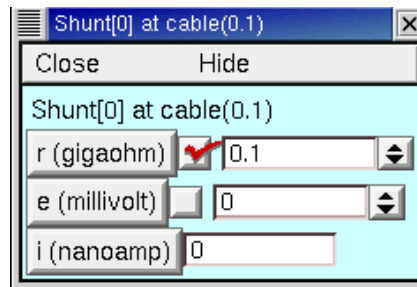 Shunt[0] at cable(0.1)
Close Hide
Shunt[0] at cable(0.1)
r (gigaohm) 0.1
e (millivolt) 0
i (nanoamp) 0